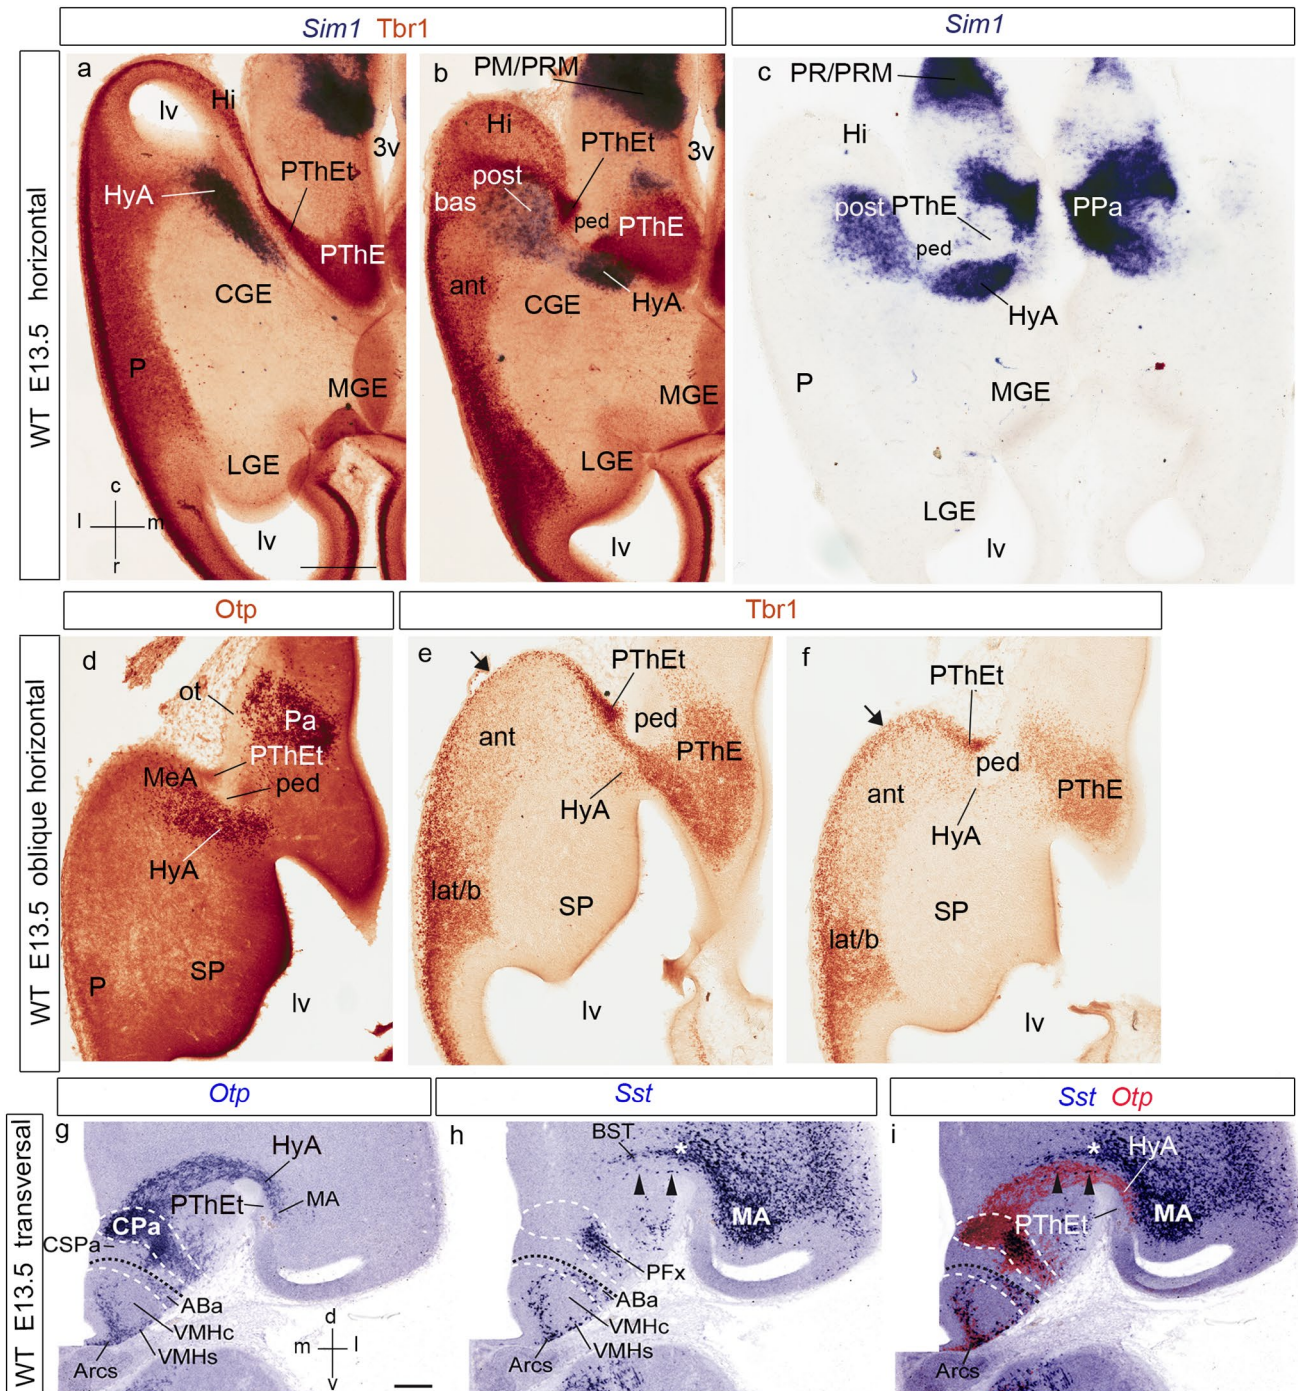 Sim1 Tbr1
Sim1
WT E13.5 horizontal
a
lv
Hi
3v
HyA
PThEt
PThE
CGE
P
MGE
LGE
c
l
m
r
lv
b
PM/PRM
Hi
PThEt
3v
post
bas
ped
PThE
ant
CGE
HyA
MGE
LGE
lv
c
PR/PRM
Hi
post
PThE
PPa
ped
HyA
P
MGE
LGE
lv
Otp
Tbr1
WT E13.5 oblique horizontal
d
ot
Pa
PThEt
MeA
ped
HyA
SP
P
lv
e
PThEt
ant
ped
PThE
HyA
lat/b
SP
lv
f
PThEt
ped
ant
PThE
HyA
SP
lat/b
lv
Otp
Sst
Sst Otp
WT E13.5 transversal
g
HyA
PThEt
MA
CPa
CSPa
ABa
VMHc
VMHs
Arcs
d
m
l
v
h
BST
*
MA
PFx
ABa
VMHc
VMHs
Arcs
i
*
HyA
MA
PThEt
Arcs